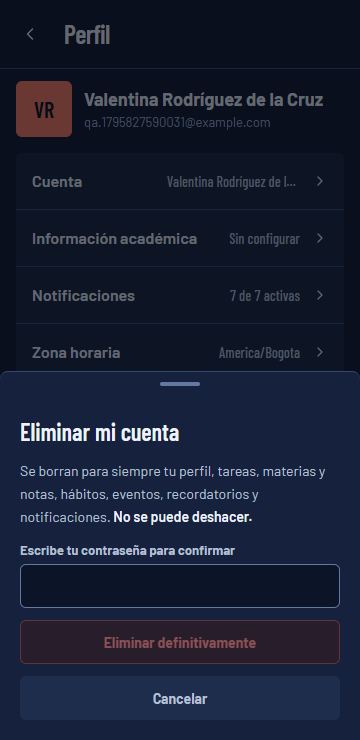 Perfil
VR
Valentina Rodríguez de la Cruz
qa.1795827590031@example.com
Cuenta Valentina Rodríguez de l...
Información académica Sin configurar
Notificaciones 7 de 7 activas
Zona horaria America/Bogota
Eliminar mi cuenta
Se borran para siempre tu perfil, tareas, materias y
notas, hábitos, eventos, recordatorios y
notificaciones. No se puede deshacer.
Escribe tu contraseña para confirmar
Eliminar definitivamente
Cancelar